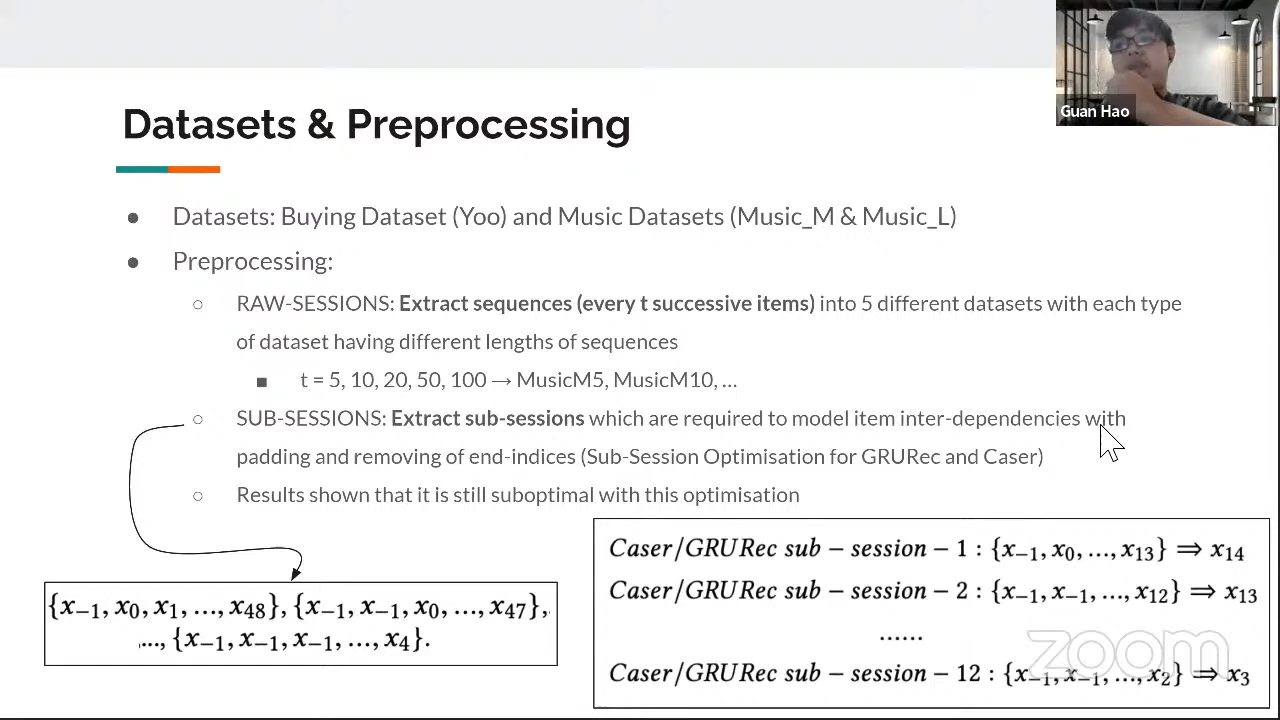 Guan Hao
Datasets & Preprocessing
● Datasets: Buying Dataset (Yoo) and Music Datasets (Music_M & Music_L)
● Preprocessing:
○ RAW-SESSIONS: Extract sequences (every t successive items) into 5 different datasets with each type
of dataset having different lengths of sequences
■ t = 5, 10, 20, 50, 100 → MusicM5, MusicM10, ...
○ SUB-SESSIONS: Extract sub-sessions which are required to model item inter-dependencies with
padding and removing of end-indices (Sub-Session Optimisation for GRURec and Caser)
○ Results shown that it is still suboptimal with this optimisation
{x₋₁, x₀, x₁, ..., x₄₈}, {x₋₁, x₋₁, x₀, ..., x₄₇},
..., {x₋₁, x₋₁, x₋₁, ..., x₄}.
Caser/GRURec sub − session − 1 : {x₋₁, x₀, ..., x₁₃} ⇒ x₁₄
Caser/GRURec sub − session − 2 : {x₋₁, x₋₁, ..., x₁₂} ⇒ x₁₃
......
Caser/GRURec sub − session − 12 : {x₋₁, x₋₁, ..., x₂} ⇒ x₃
zoom